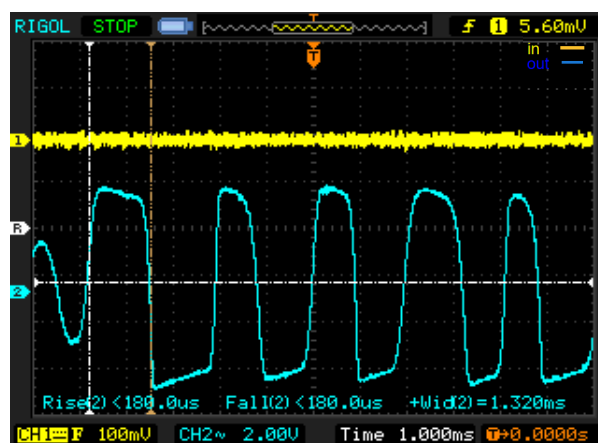 RIGOL STOP T f 1 5.60mV
in
out
T
1
R
2
Rise(2)<180.0us Fall(2)<180.0us +Wid(2)=1.320ms
CH1 F 100mV CH2~ 2.00V Time 1.000ms T→0.0000s